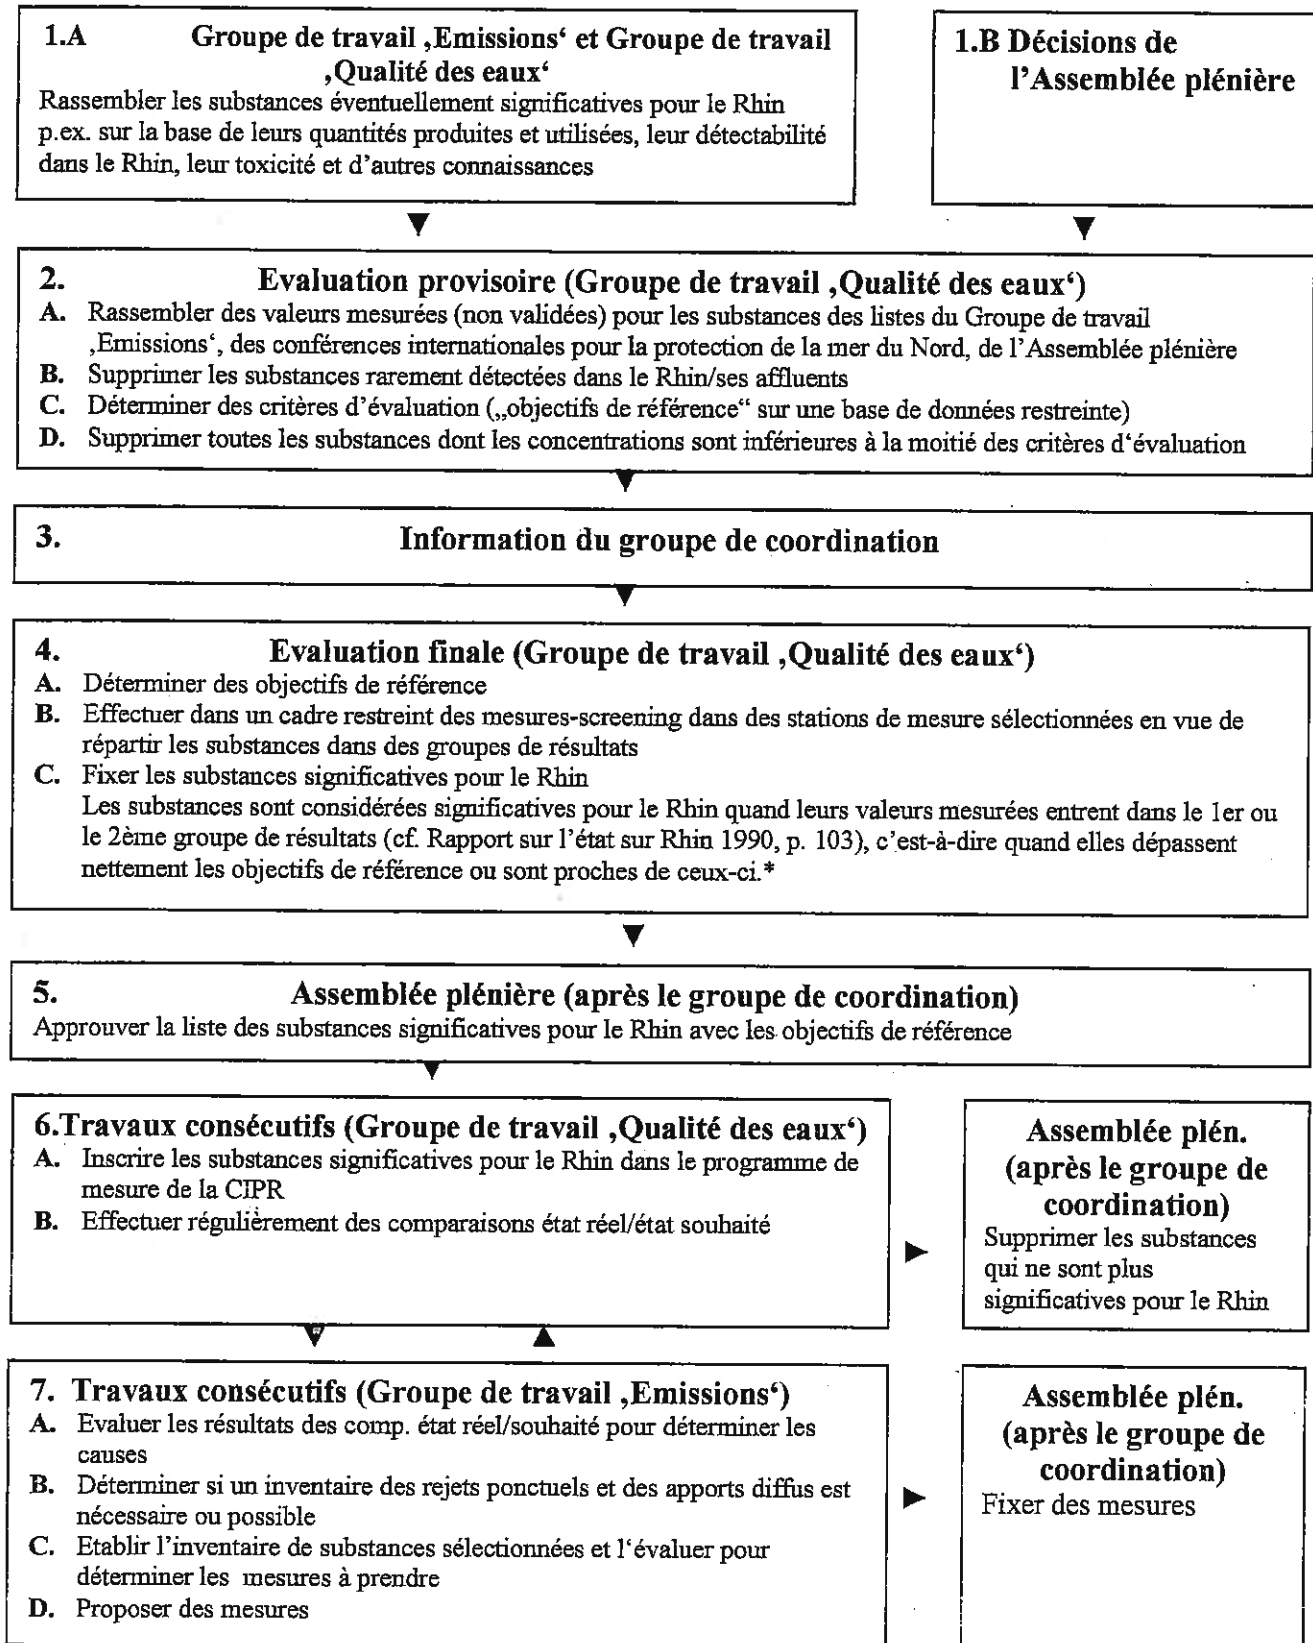 1.A Groupe de travail ‚Emissions‘ et Groupe de travail
‚Qualité des eaux‘
Rassembler les substances éventuellement significatives pour le Rhin
p.ex. sur la base de leurs quantités produites et utilisées, leur détectabilité
dans le Rhin, leur toxicité et d'autres connaissances
1.B Décisions de
l'Assemblée plénière
2. Evaluation provisoire (Groupe de travail ‚Qualité des eaux‘)
A. Rassembler des valeurs mesurées (non validées) pour les substances des listes du Groupe de travail
‚Emissions‘, des conférences internationales pour la protection de la mer du Nord, de l'Assemblée plénière
B. Supprimer les substances rarement détectées dans le Rhin/ses affluents
C. Déterminer des critères d'évaluation („objectifs de référence“ sur une base de données restreinte)
D. Supprimer toutes les substances dont les concentrations sont inférieures à la moitié des critères d‘évaluation
3. Information du groupe de coordination
4. Evaluation finale (Groupe de travail ‚Qualité des eaux‘)
A. Déterminer des objectifs de référence
B. Effectuer dans un cadre restreint des mesures-screening dans des stations de mesure sélectionnées en vue de
répartir les substances dans des groupes de résultats
C. Fixer les substances significatives pour le Rhin
Les substances sont considérées significatives pour le Rhin quand leurs valeurs mesurées entrent dans le 1er ou
le 2ème groupe de résultats (cf. Rapport sur l'état sur Rhin 1990, p. 103), c'est-à-dire quand elles dépassent
nettement les objectifs de référence ou sont proches de ceux-ci.*
5. Assemblée plénière (après le groupe de coordination)
Approuver la liste des substances significatives pour le Rhin avec les objectifs de référence
6.Travaux consécutifs (Groupe de travail ‚Qualité des eaux‘)
A. Inscrire les substances significatives pour le Rhin dans le programme de
mesure de la CIPR
B. Effectuer régulièrement des comparaisons état réel/état souhaité
Assemblée plén.
(après le groupe de
coordination)
Supprimer les substances
qui ne sont plus
significatives pour le Rhin
7. Travaux consécutifs (Groupe de travail ‚Emissions‘)
A. Evaluer les résultats des comp. état réel/souhaité pour déterminer les
causes
B. Déterminer si un inventaire des rejets ponctuels et des apports diffus est
nécessaire ou possible
C. Etablir l'inventaire de substances sélectionnées et l‘évaluer pour
déterminer les mesures à prendre
D. Proposer des mesures
Assemblée plén.
(après le groupe de
coordination)
Fixer des mesures